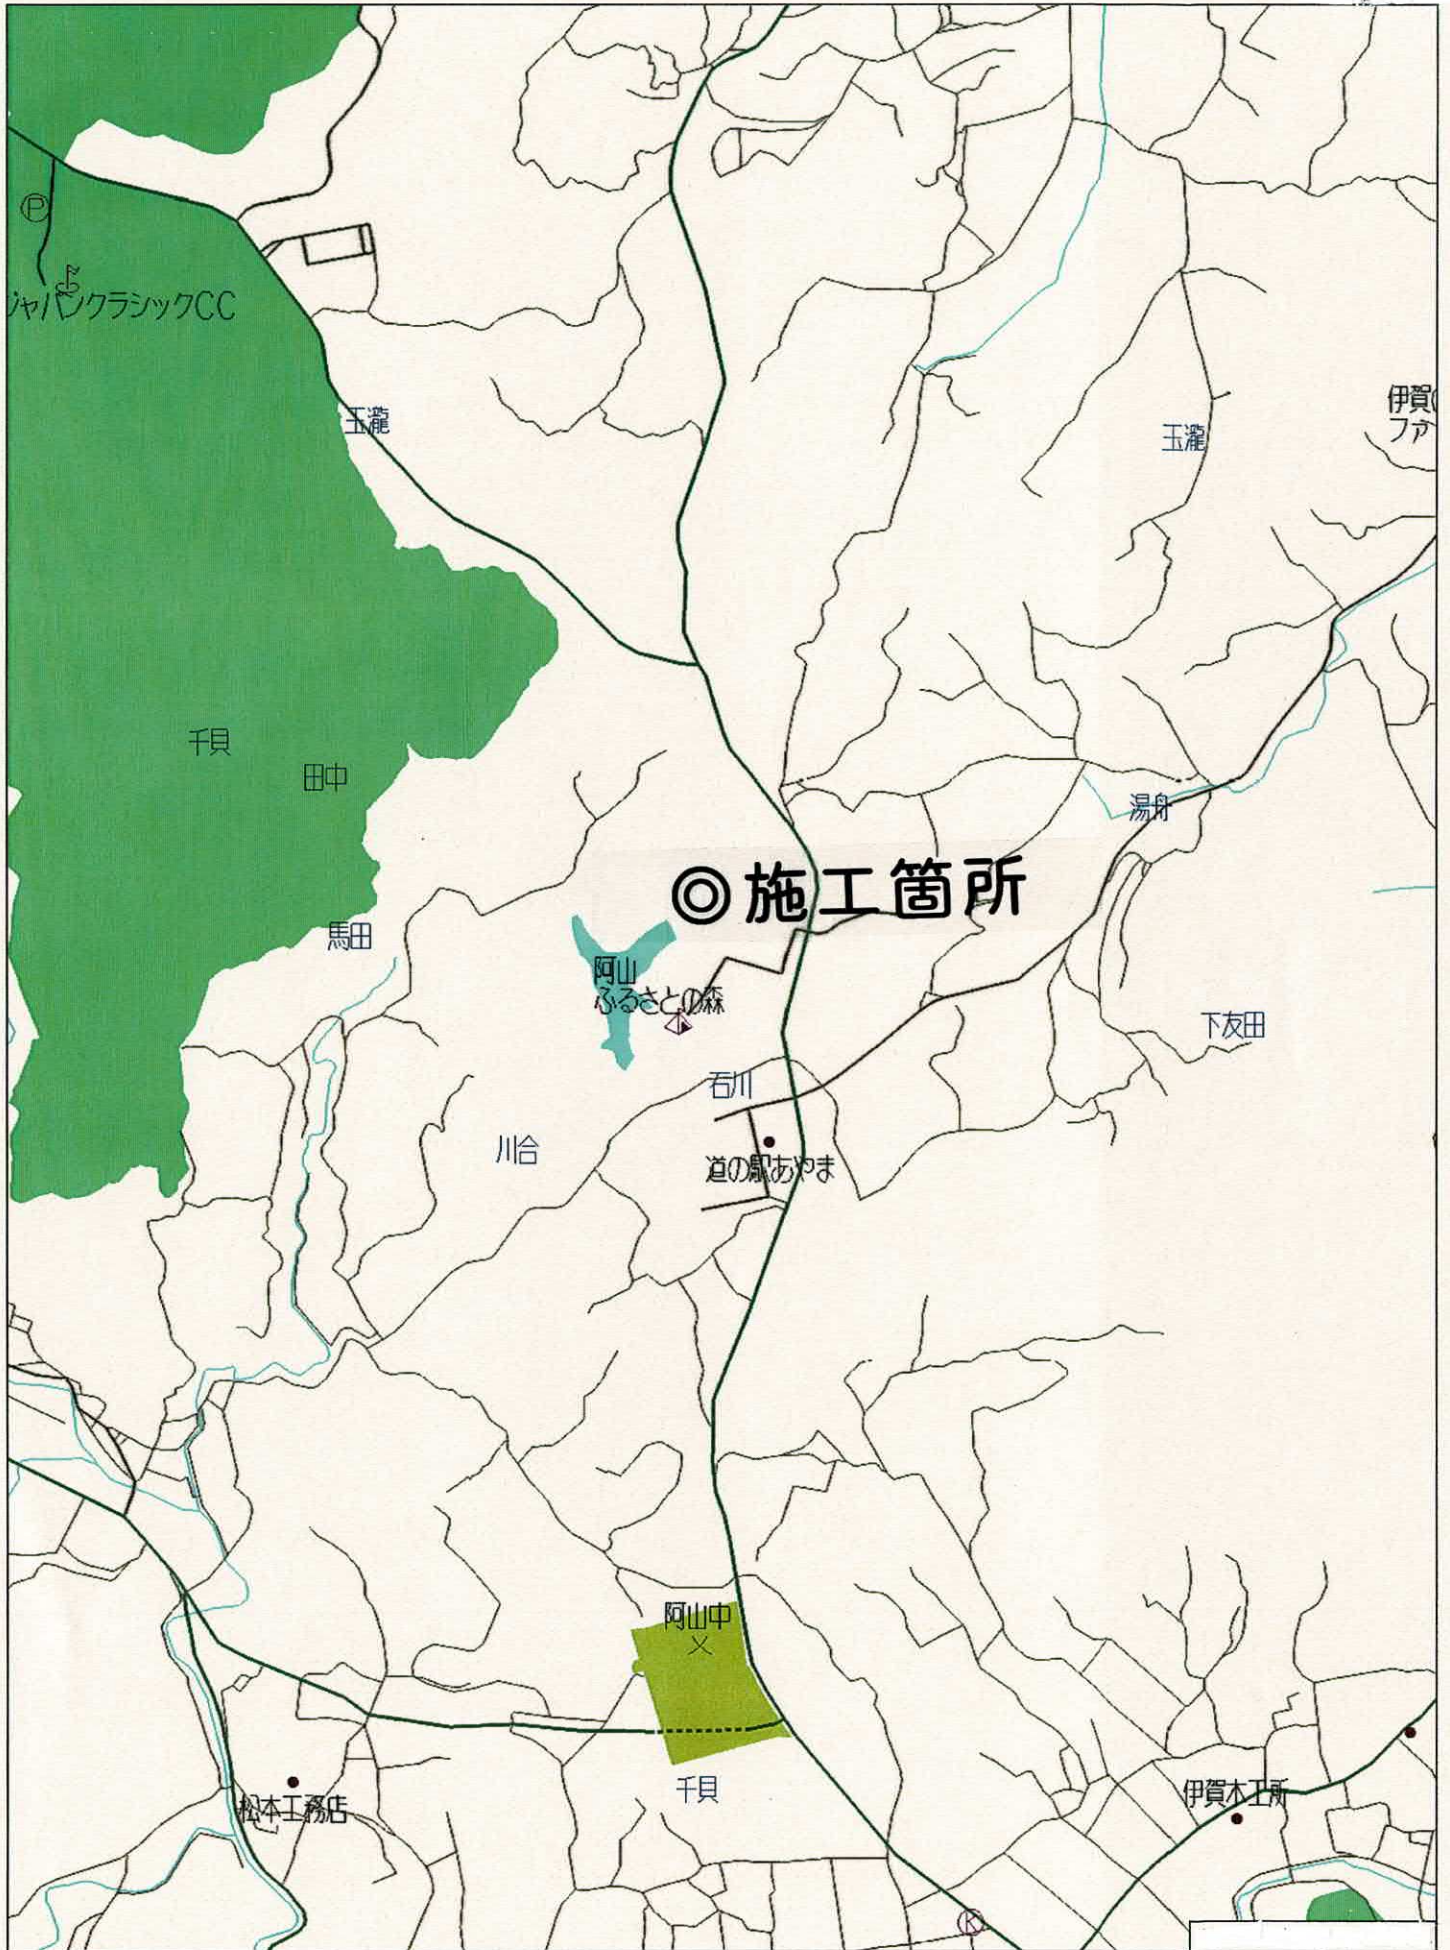 Ⓟ
ジャパンクラシックCC
玉瀧
玉瀧
伊賀の
ファ
千貝
田中
湯舟
◎施工箇所
馬田
阿山
ふるさとの森
下友田
石川
川合
道の駅あやま
阿山中
千貝
伊賀木工所
松本工務店
Ⓚ